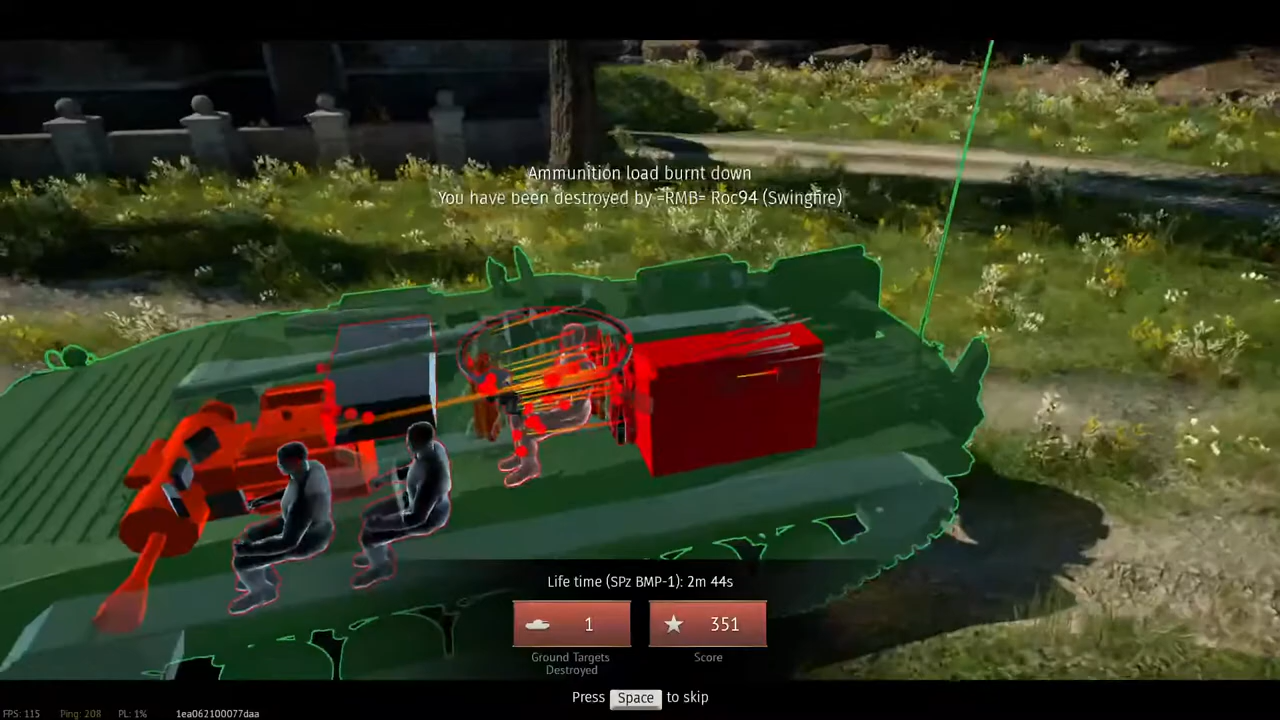 Ammunition load burnt down
You have been destroyed by =RMB= Roc94 (Swingfire)
Life time (SPz BMP-1): 2m 44s
1
351
Ground Targets
Destroyed
Score
Press Space to skip
FPS: 115 Ping: 208 PL: 1% 1ea062100077daa